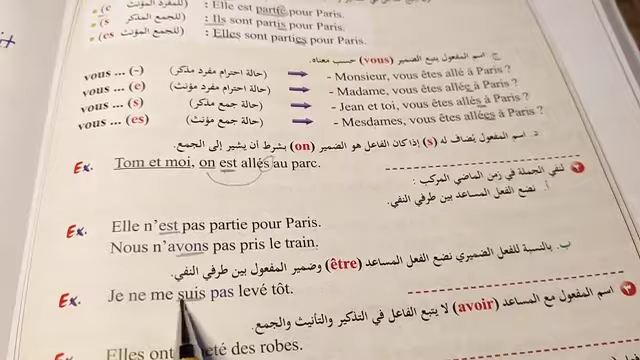 (e (للمفرد المؤنث) : Elle est partie pour Paris.
(s (للجمع المذكر) : Ils sont partis pour Paris.
(es (للجمع المؤنث) : Elles sont parties pour Paris.
ج. اسم المفعول يتبع الضمير (vous) حسب معناه.
vous ... (-) (حالة احترام مفرد مذكر) - Monsieur, vous êtes allé à Paris ?
vous ... (e) (حالة احترام مفرد مؤنث) - Madame, vous êtes allée à Paris ?
vous ... (s) (حالة جمع مذكر) - Jean et toi, vous êtes allés à Paris ?
vous ... (es) (حالة جمع مؤنث) - Mesdames, vous êtes allées à Paris ?
د. اسم المفعول يُضاف له (s) إذا كان الفاعل هو الضمير (on) بشرط أن يشير إلى الجمع.
Ex. Tom et moi, on est allés au parc.
٢ لنفي الجملة في زمن الماضي المركب :
أ. نضع الفعل المساعد بين طرفي النفي.
Ex. Elle n’est pas partie pour Paris.
Nous n’avons pas pris le train.
ب. بالنسبة للفعل الضميري نضع الفعل المساعد (être) وضمير المفعول بين طرفي النفي.
Ex. Je ne me suis pas levé tôt.
٣ اسم المفعول مع المساعد (avoir) لا يتبع الفاعل في التذكير والتأنيث والجمع.
Elles ont des robes.